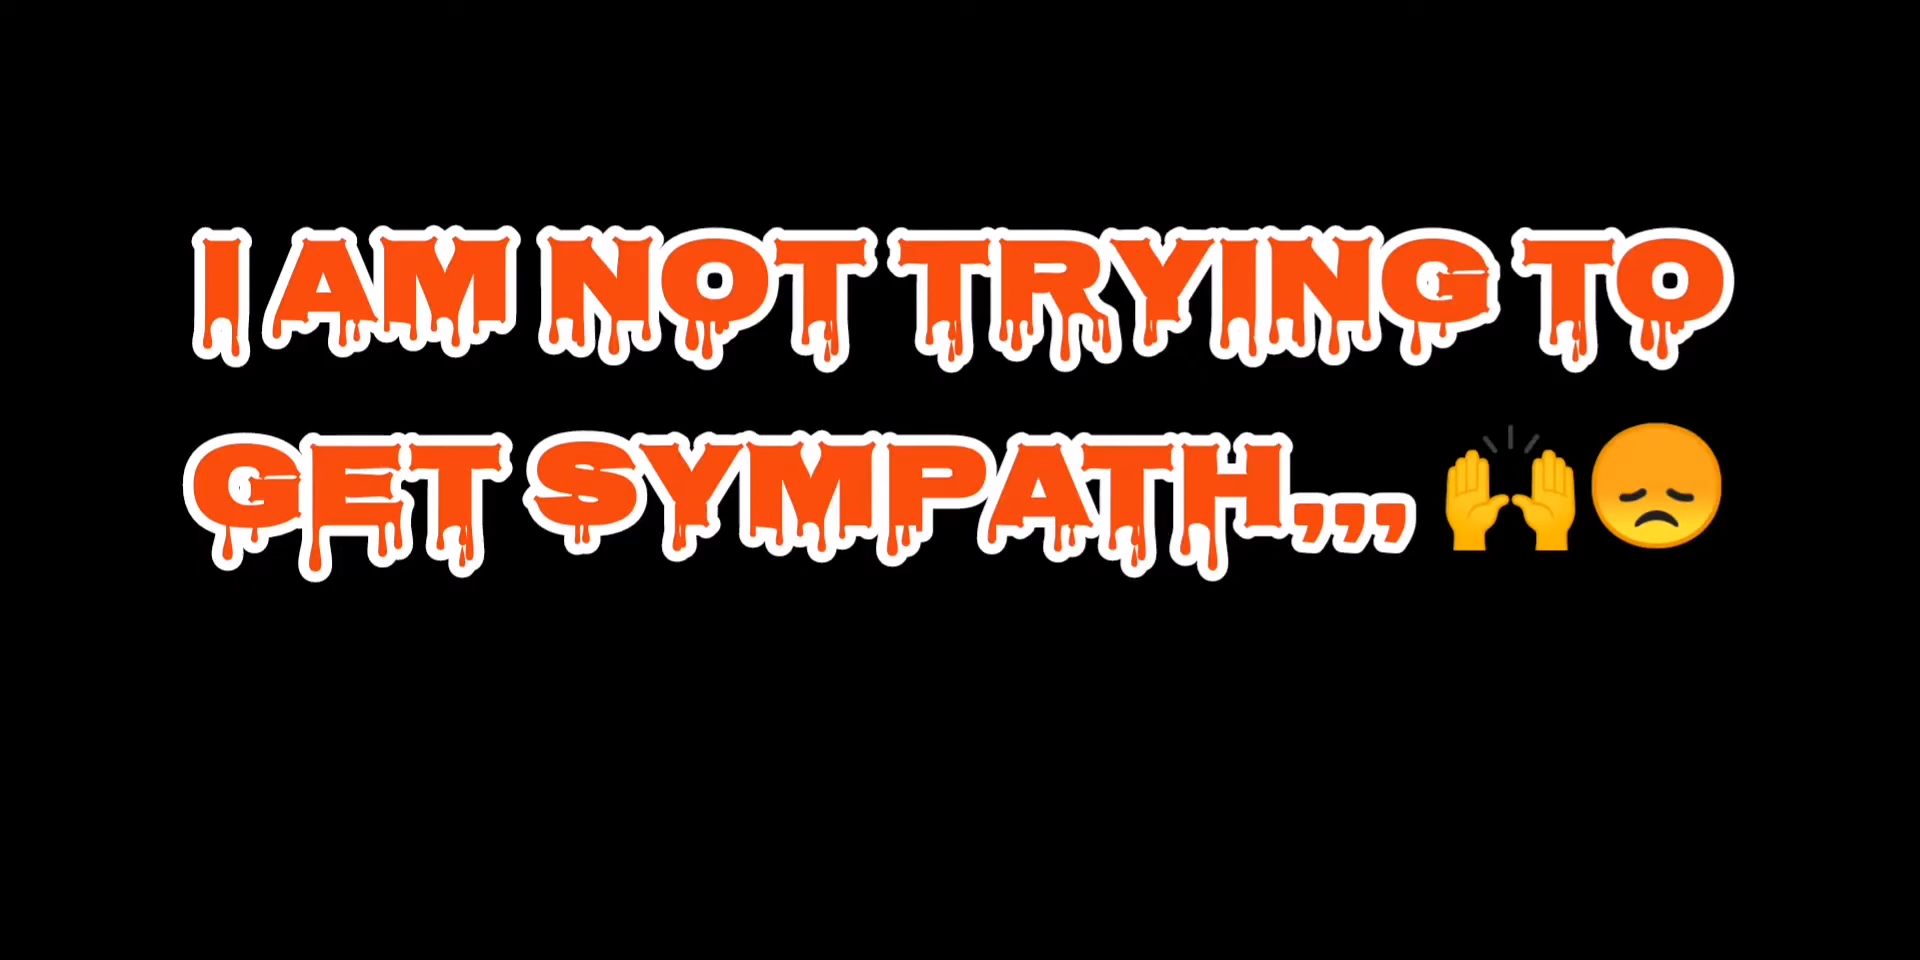 I AM NOT TRYING TO
GET SYMPATH,,, 🙌😞